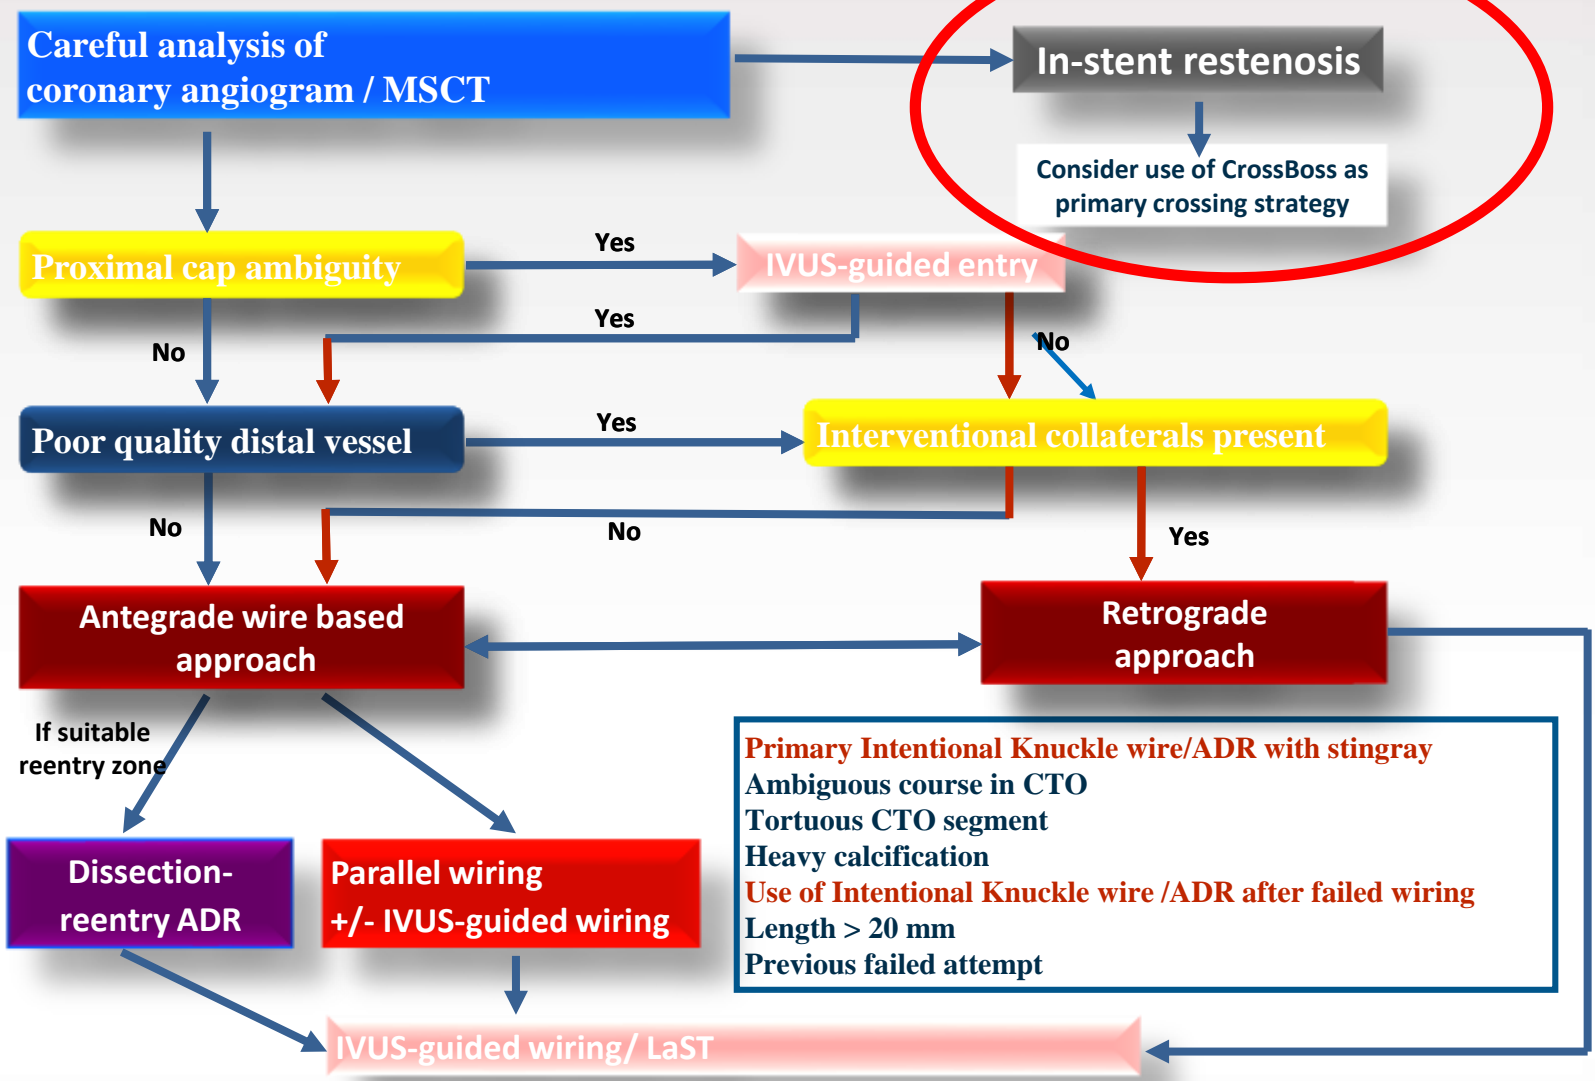 Careful analysis of
coronary angiogram / MSCT
In-stent restenosis
Consider use of CrossBoss as
primary crossing strategy
Proximal cap ambiguity
Yes
IVUS-guided entry
Yes
No
No
Poor quality distal vessel
Yes
Interventional collaterals present
No
No
Yes
Antegrade wire based
approach
Retrograde
approach
If suitable
reentry zone
Primary Intentional Knuckle wire/ADR with stingray
Ambiguous course in CTO
Tortuous CTO segment
Heavy calcification
Use of Intentional Knuckle wire /ADR after failed wiring
Length > 20 mm
Previous failed attempt
Dissection-
reentry ADR
Parallel wiring
+/- IVUS-guided wiring
IVUS-guided wiring/ LaST